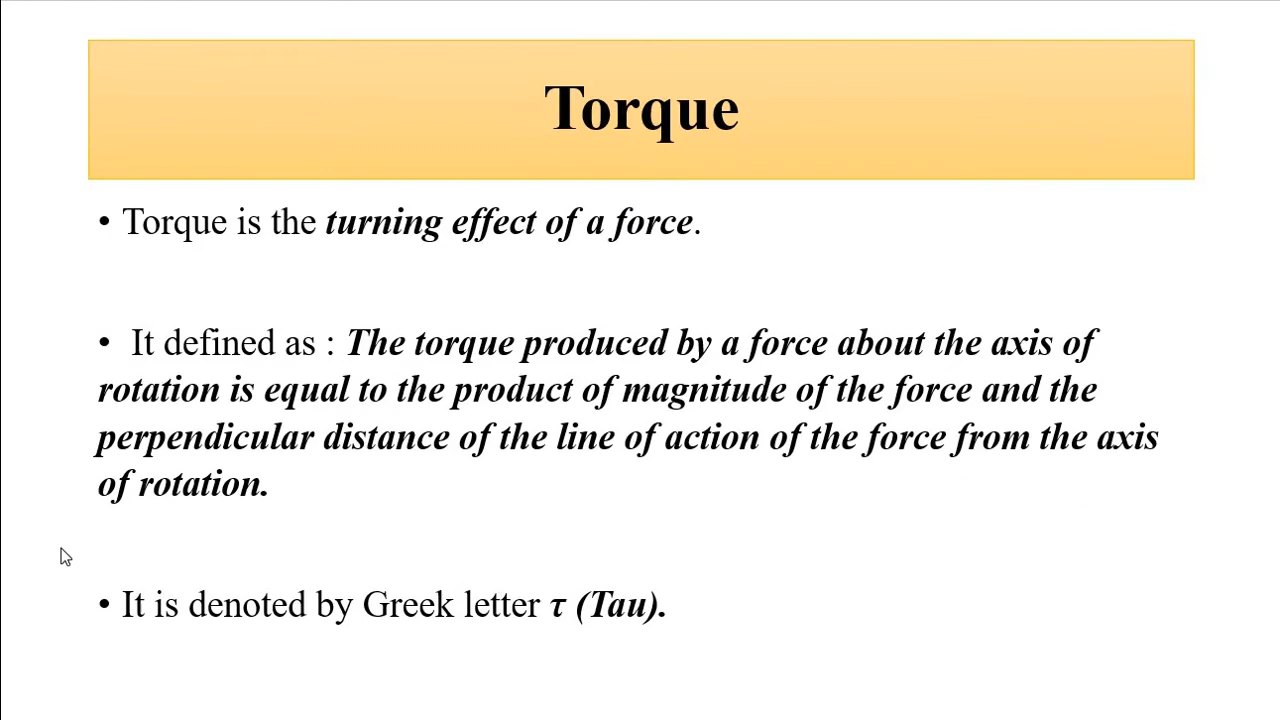 Torque
• Torque is the turning effect of a force.
• It defined as : The torque produced by a force about the axis of
rotation is equal to the product of magnitude of the force and the
perpendicular distance of the line of action of the force from the axis
of rotation.
• It is denoted by Greek letter τ (Tau).